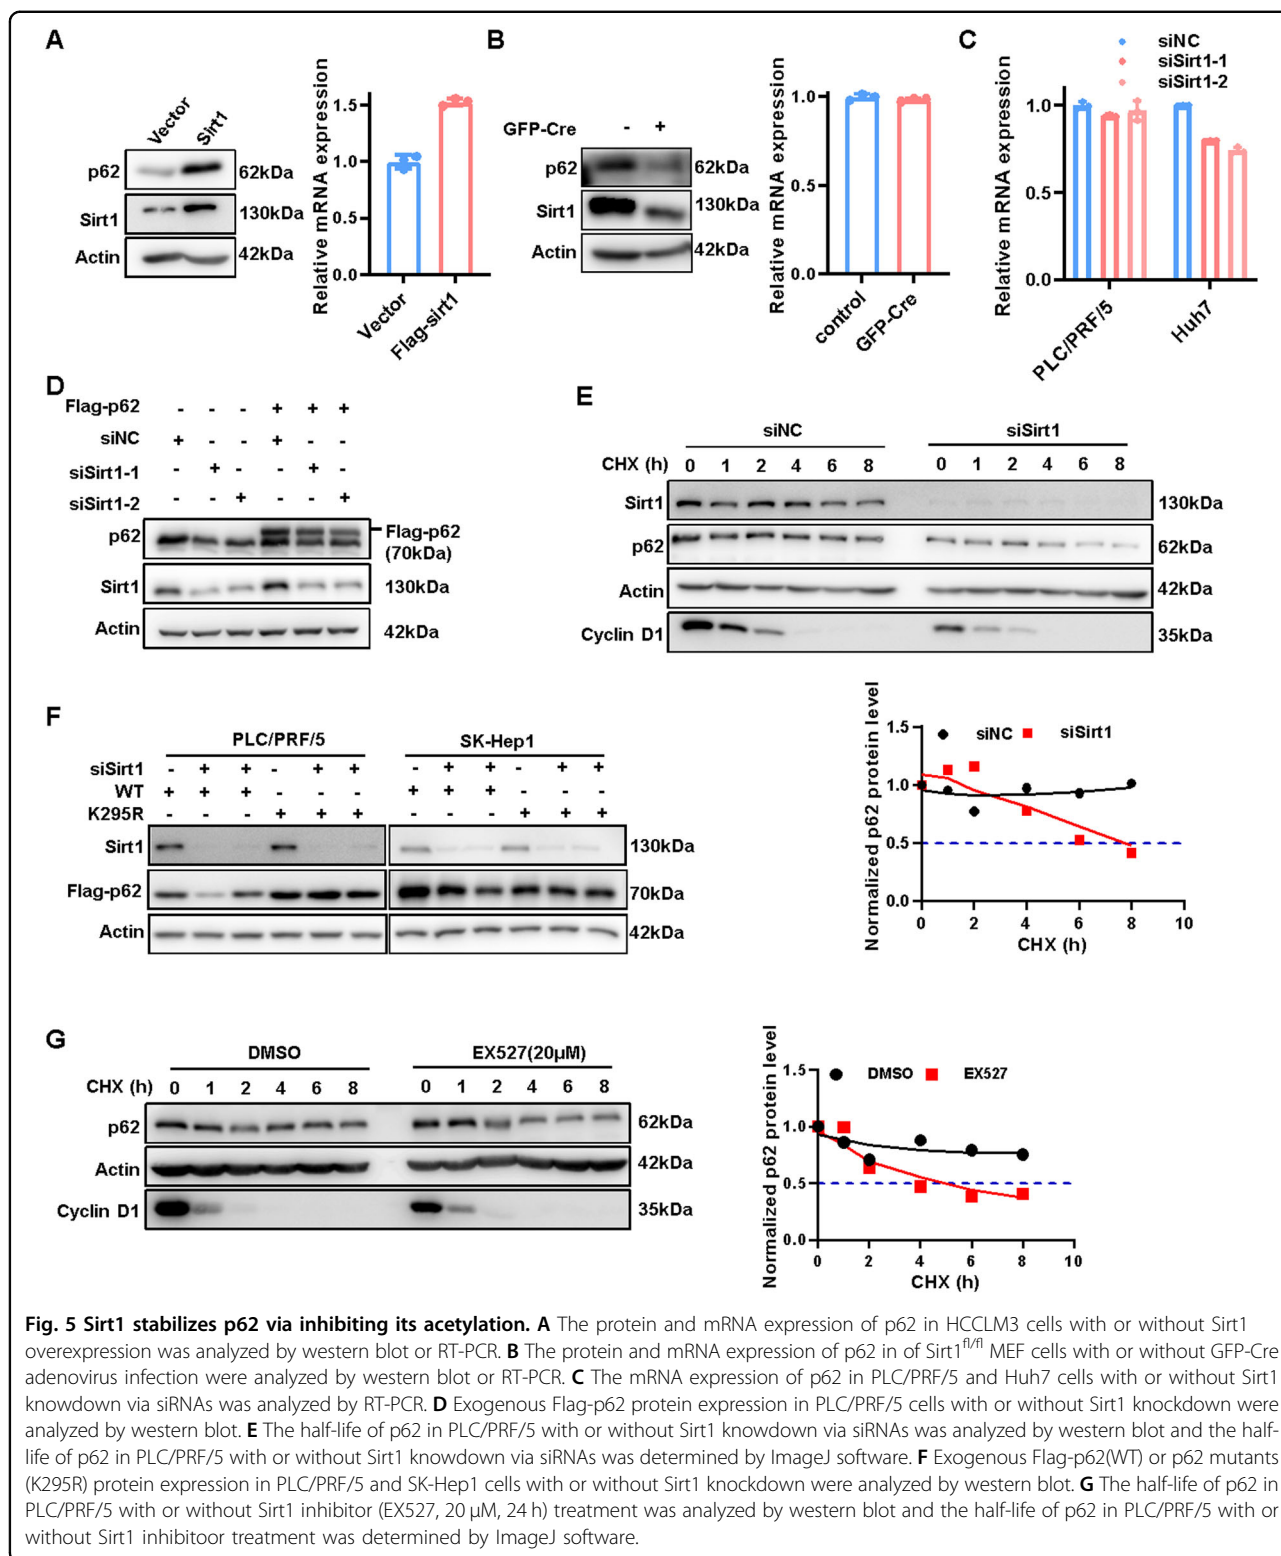 A
Vector
Sirt1
p62
62kDa
Sirt1
130kDa
Actin
42kDa
Relative mRNA expression
1.5
1.0
0.5
0.0
Vector
Flag-sirt1
B
GFP-Cre - +
p62
62kDa
Sirt1
130kDa
Actin
42kDa
Relative mRNA expression
1.0
0.5
0.0
control
GFP-Cre
C
siNC
siSirt1-1
siSirt1-2
Relative mRNA expression
1.0
0.5
0.0
PLC/PRF/5
Huh7
D
Flag-p62 - - - + + +
siNC + - - + - -
siSirt1-1 - + - - + -
siSirt1-2 - - + - - +
p62
Flag-p62
(70kDa)
Sirt1
130kDa
Actin
42kDa
E
siNC siSirt1
CHX (h) 0 1 2 4 6 8 0 1 2 4 6 8
Sirt1
130kDa
p62
62kDa
Actin
42kDa
Cyclin D1
35kDa
Normalized p62 protein level
siNC siSirt1
1.5
1.0
0.5
0.0
0 2 4 6 8 10
CHX (h)
F
PLC/PRF/5 SK-Hep1
siSirt1 - + + - + + - + + - + +
WT + + + - - - + + + - - -
K295R - - - + + + - - - + + +
Sirt1
130kDa
Flag-p62
70kDa
Actin
42kDa
G
DMSO EX527(20μM)
CHX (h) 0 1 2 4 6 8 0 1 2 4 6 8
p62
62kDa
Actin
42kDa
Cyclin D1
35kDa
Normalized p62 protein level
DMSO EX527
1.5
1.0
0.5
0.0
0 2 4 6 8 10
CHX (h)
Fig. 5 Sirt1 stabilizes p62 via inhibiting its acetylation. A The protein and mRNA expression of p62 in HCCLM3 cells with or without Sirt1
overexpression was analyzed by western blot or RT-PCR. B The protein and mRNA expression of p62 in of Sirt1fl/fl MEF cells with or without GFP-Cre
adenovirus infection were analyzed by western blot or RT-PCR. C The mRNA expression of p62 in PLC/PRF/5 and Huh7 cells with or without Sirt1
knowdown via siRNAs was analyzed by RT-PCR. D Exogenous Flag-p62 protein expression in PLC/PRF/5 cells with or without Sirt1 knockdown were
analyzed by western blot. E The half-life of p62 in PLC/PRF/5 with or without Sirt1 knowdown via siRNAs was analyzed by western blot and the half-
life of p62 in PLC/PRF/5 with or without Sirt1 knowdown via siRNAs was determined by ImageJ software. F Exogenous Flag-p62(WT) or p62 mutants
(K295R) protein expression in PLC/PRF/5 and SK-Hep1 cells with or without Sirt1 knockdown were analyzed by western blot. G The half-life of p62 in
PLC/PRF/5 with or without Sirt1 inhibitor (EX527, 20 μM, 24 h) treatment was analyzed by western blot and the half-life of p62 in PLC/PRF/5 with or
without Sirt1 inhibitoor treatment was determined by ImageJ software.